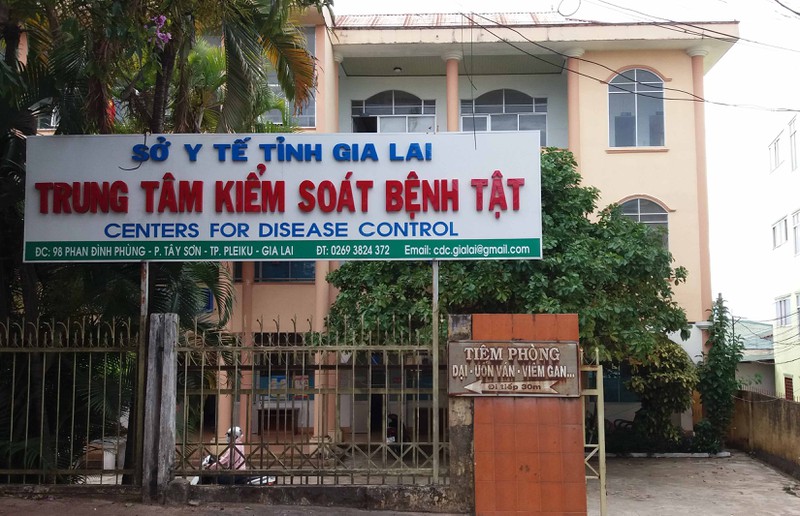 SỞ Y TẾ TỈNH GIA LAI
TRUNG TÂM KIỂM SOÁT BỆNH TẬT
CENTERS FOR DISEASE CONTROL
ĐC: 98 PHAN ĐÌNH PHÙNG - P. TÂY SƠN - TP. PLEIKU - GIA LAI ĐT: 0269 3824 372 Email: cdc.gialai@gmail.com
TIÊM PHÒNG
DẠI - UỐN VÁN - VIÊM GAN...
Đi tiếp 30m